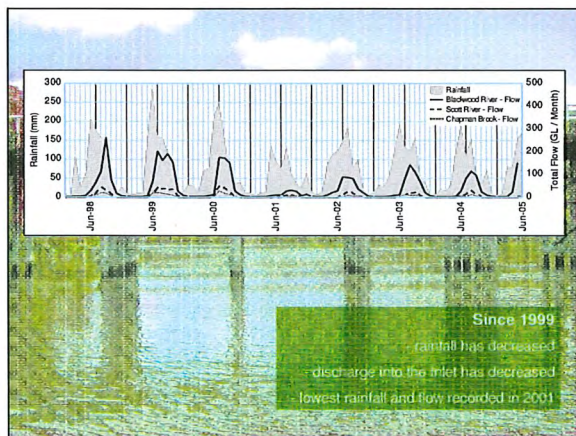 300
250
200
150
100
50
0
Rainfall (mm)
Jun-98
Jun-99
Jun-00
Jun-01
Jun-02
Jun-03
Jun-04
Jun-05
500
400
300
200
100
0
Total Flow (GL / Month)
Rainfall
Blackwood River - Flow
Scott River - Flow
Chapman Brook - Flow
Since 1999
- rainfall has decreased
- discharge into the inlet has decreased
- lowest rainfall and flow recorded in 2001